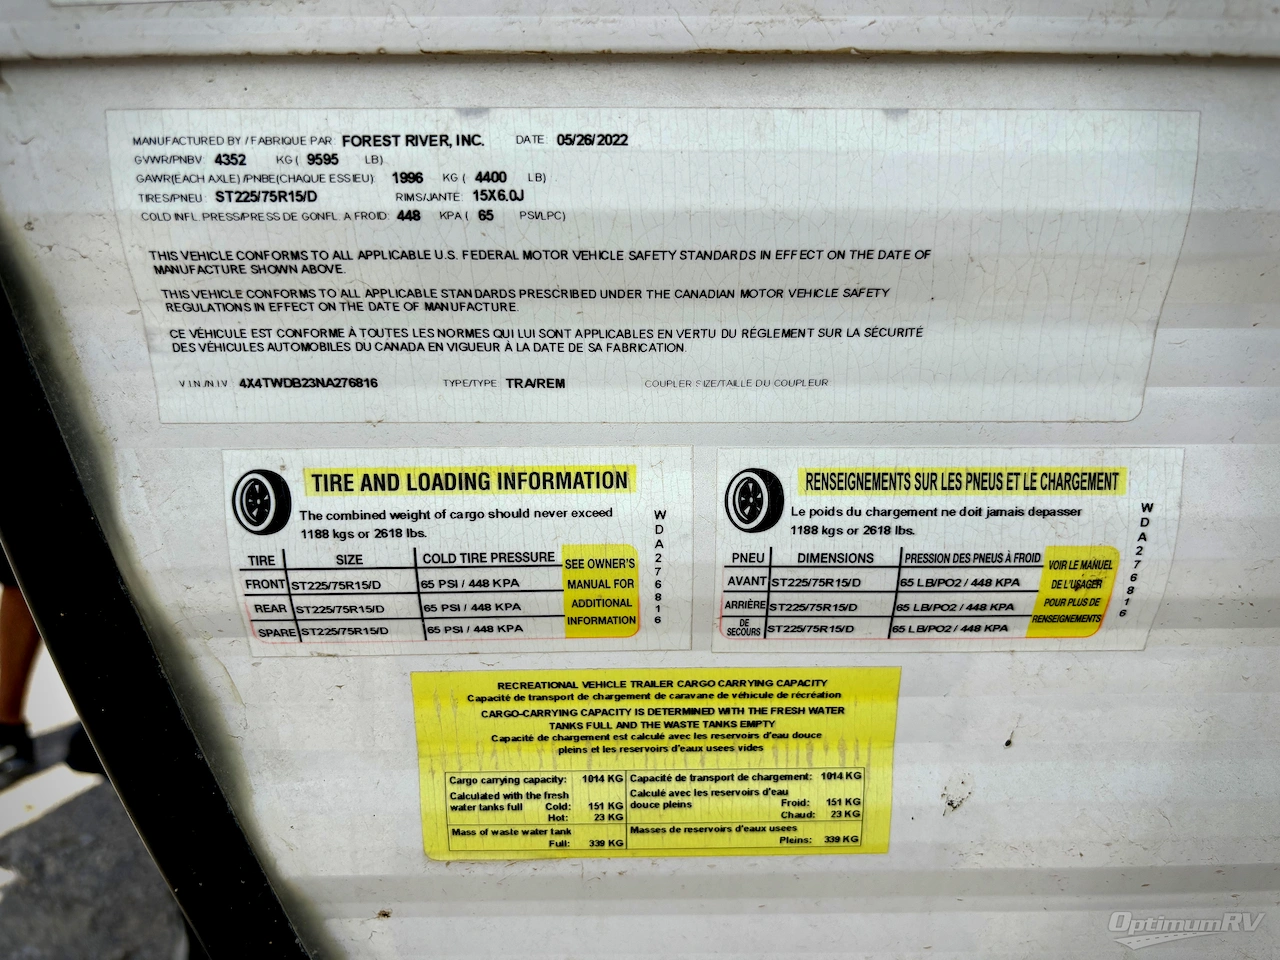 MANUFACTURED BY / FABRIQUE PAR: FOREST RIVER, INC. DATE: 05/26/2022
GVWR/PNBV: 4352 KG ( 9595 LB)
GAWR(EACH AXLE) /PNBE(CHAQUE ESSIEU): 1996 KG ( 4400 LB)
TIRES/PNEU: ST225/75R15/D RIMS/JANTE: 15X6.0J
COLD INFL. PRESS/PRESS DE GONFL. A FROID: 448 KPA ( 65 PSI/LPC)
THIS VEHICLE CONFORMS TO ALL APPLICABLE U.S. FEDERAL MOTOR VEHICLE SAFETY STANDARDS IN EFFECT ON THE DATE OF
MANUFACTURE SHOWN ABOVE.
THIS VEHICLE CONFORMS TO ALL APPLICABLE STANDARDS PRESCRIBED UNDER THE CANADIAN MOTOR VEHICLE SAFETY
REGULATIONS IN EFFECT ON THE DATE OF MANUFACTURE.
CE VÉHICULE EST CONFORME À TOUTES LES NORMES QUI LUI SONT APPLICABLES EN VERTU DU RÉGLEMENT SUR LA SÉCURITÉ
DES VÉHICULES AUTOMOBILES DU CANADA EN VIGUEUR À LA DATE DE SA FABRICATION.
V.I.N./N.I.V. 4X4TWDB23NA276816 TYPE/TYPE TRA/REM COUPLER SIZE/TAILLE DU COUPLEUR
TIRE AND LOADING INFORMATION
The combined weight of cargo should never exceed
1188 kgs or 2618 lbs.
TIRE SIZE COLD TIRE PRESSURE
FRONT ST225/75R15/D 65 PSI / 448 KPA
REAR ST225/75R15/D 65 PSI / 448 KPA
SPARE ST225/75R15/D 65 PSI / 448 KPA
SEE OWNER'S
MANUAL FOR
ADDITIONAL
INFORMATION
WDA276816
RENSEIGNEMENTS SUR LES PNEUS ET LE CHARGEMENT
Le poids du chargement ne doit jamais depasser
1188 kgs or 2618 lbs.
PNEU DIMENSIONS PRESSION DES PNEUS À FROID
AVANT ST225/75R15/D 65 LB/PO2 / 448 KPA
ARRIÈRE ST225/75R15/D 65 LB/PO2 / 448 KPA
DE SECOURS ST225/75R15/D 65 LB/PO2 / 448 KPA
VOIR LE MANUEL
DE L'USAGER
POUR PLUS DE
RENSEIGNEMENTS
WDA276816
RECREATIONAL VEHICLE TRAILER CARGO CARRYING CAPACITY
Capacité de transport de chargement de caravane de véhicule de récréation
CARGO-CARRYING CAPACITY IS DETERMINED WITH THE FRESH WATER
TANKS FULL AND THE WASTE TANKS EMPTY
Capacité de chargement est calculé avec les reservoirs d'eau douce
pleins et les reservoirs d'eaux usees vides
Cargo carrying capacity: 1014 KG
Calculated with the fresh
water tanks full Cold: 151 KG
Hot: 23 KG
Mass of waste water tank
Full: 339 KG
Capacité de transport de chargement: 1014 KG
Calculé avec les reservoirs d'eau
douce pleins Froid: 151 KG
Chaud: 23 KG
Masses de reservoirs d'eaux usees
Pleins: 339 KG
OptimumRV